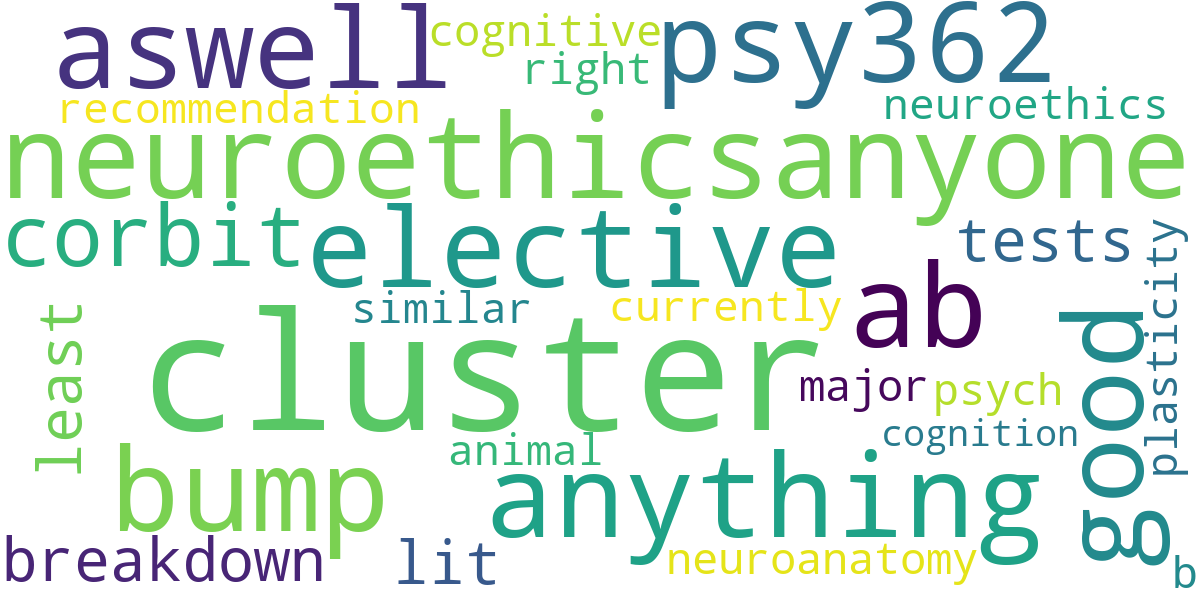 aswell
cognitive
psy362
right
recommendation
neuroethics
neuroethicsanyone
corbit
elective
tests
plasticity
least
similar
currently
ab
cluster
good
major
psych
cognition
animal
bump
anything
breakdown
lit
neuroanatomy
b